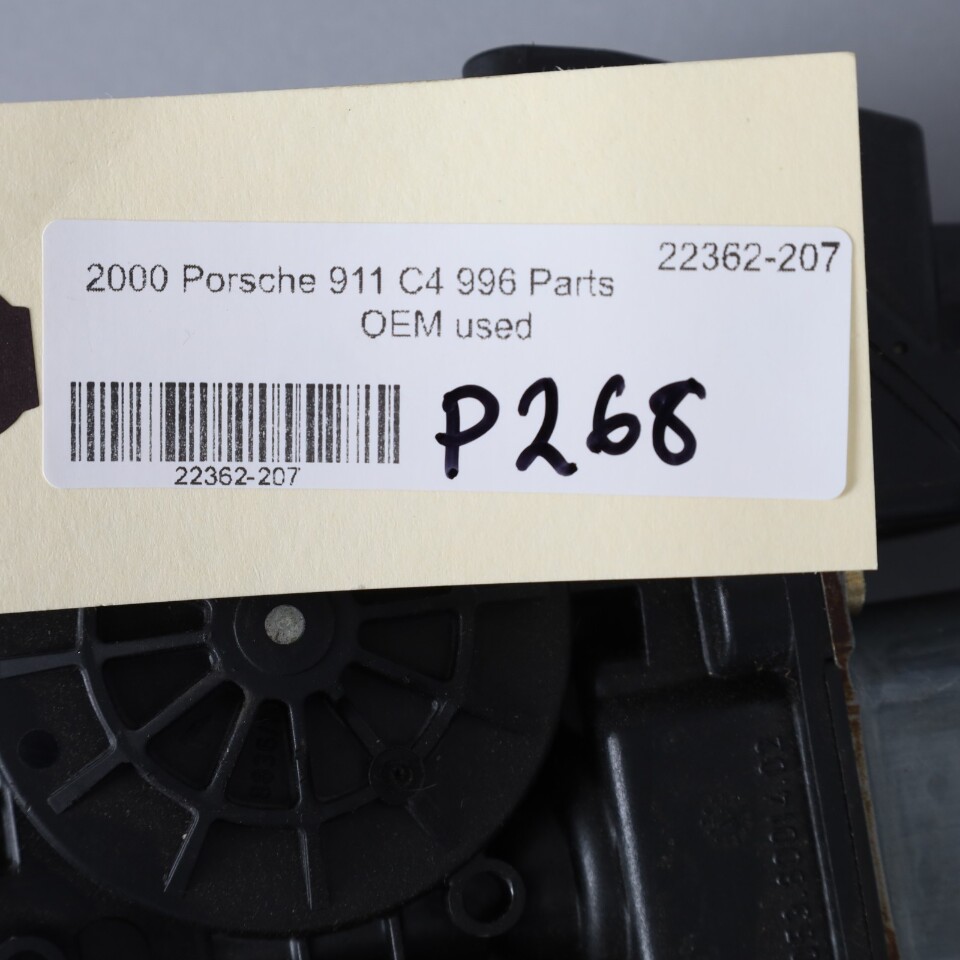 22362-207
2000 Porsche 911 C4 996 Parts
OEM used
22362-207
P268